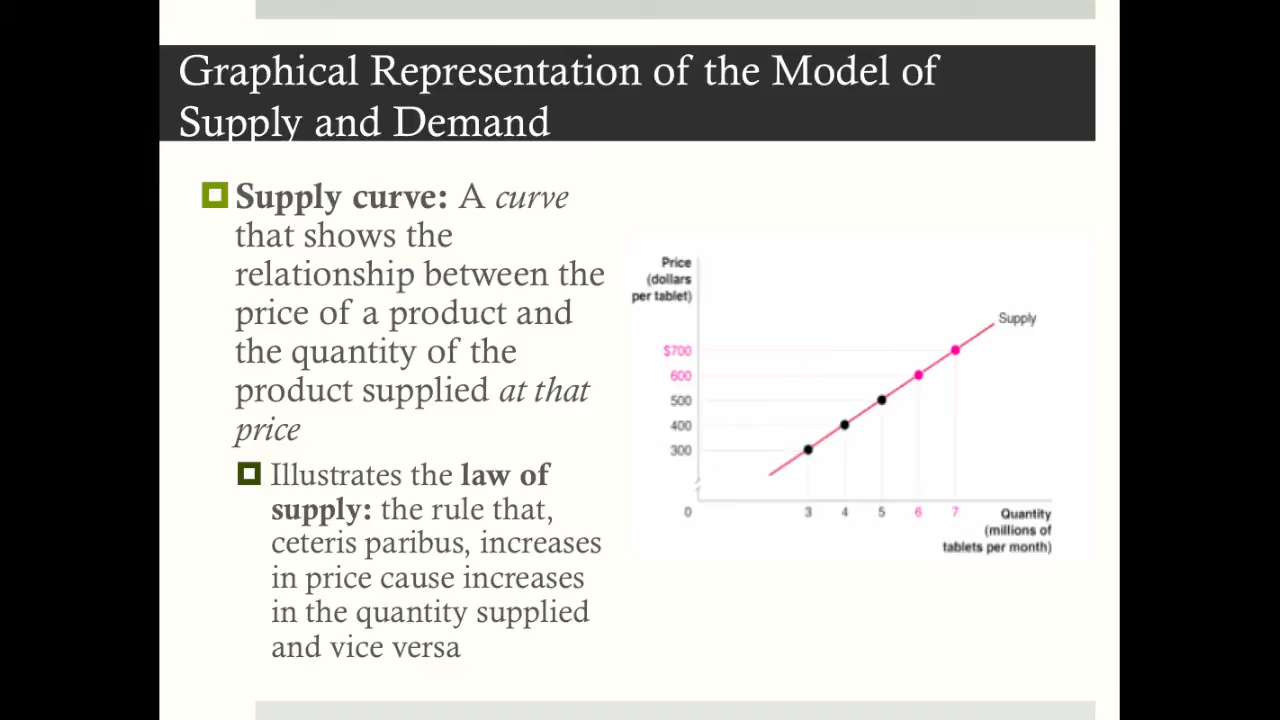 Graphical Representation of the Model of
Supply and Demand
Supply curve: A curve
that shows the
relationship between the
price of a product and
the quantity of the
product supplied at that
price
Illustrates the law of
supply: the rule that,
ceteris paribus, increases
in price cause increases
in the quantity supplied
and vice versa
Price
(dollars
per tablet)
Supply
$700
600
500
400
300
0
3 4 5 6 7
Quantity
(millions of
tablets per month)